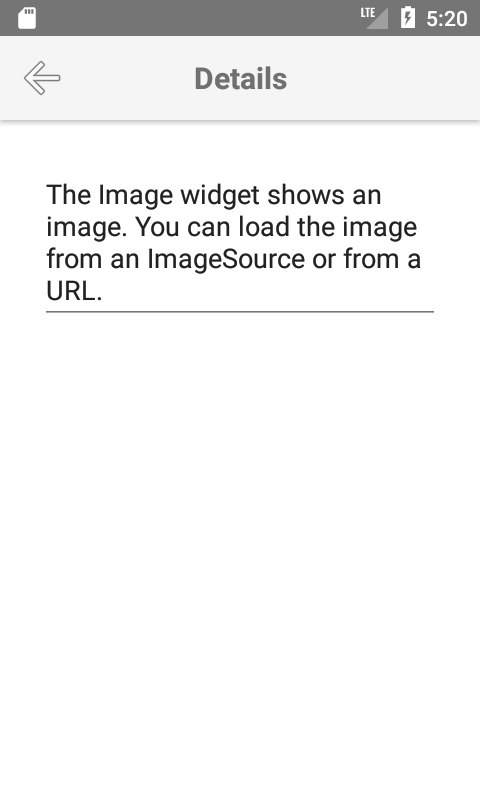 LTE 5:20
Details
The Image widget shows an
image. You can load the image
from an ImageSource or from a
URL.